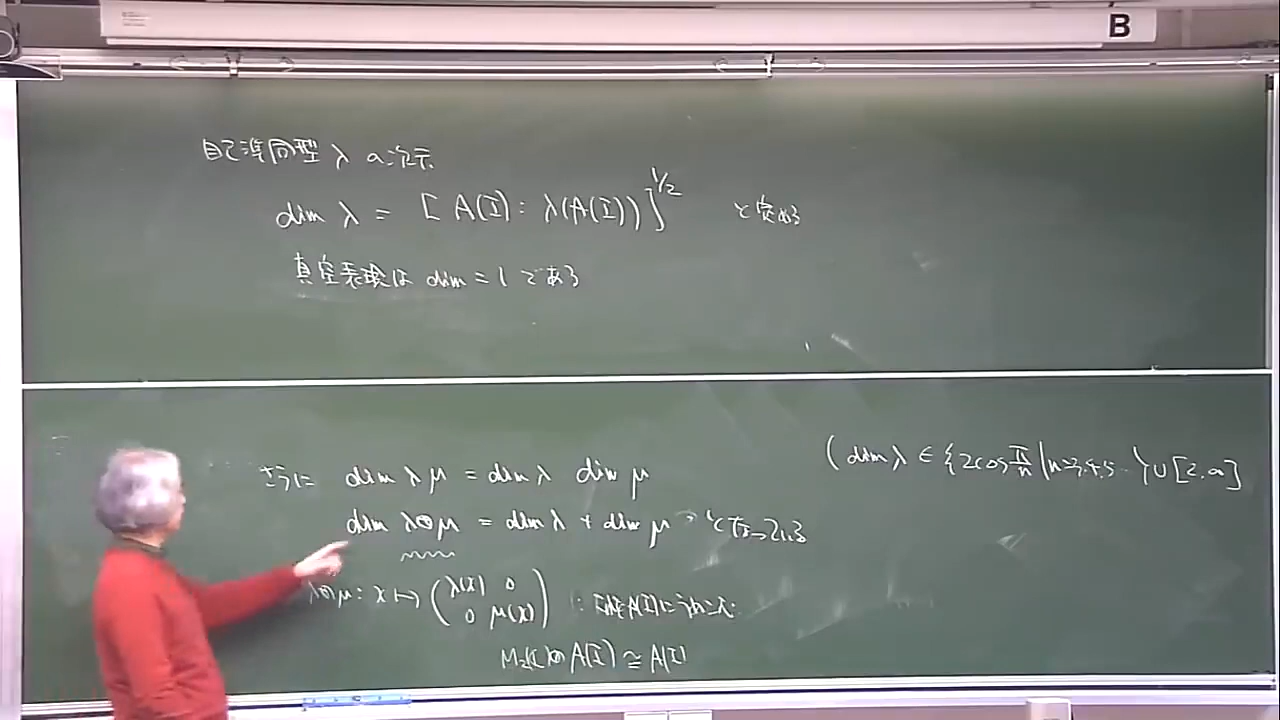 B
自己準同型 λ の次元
dim λ = [A(I) : λ(A(I))]^{1/2} と定める
真空表現は dim = 1 である
さらに dim λμ = dim λ dim μ
(dim λ ∈ {2cos π/n | n=3,4,5…} ∪ [2,∞]
dim λ⊕μ = dim λ + dim μ となっている
λ⊕μ : x ↦ (λ(x) 0
0 μ(x))
M₂(ℂ)⊗A(I) ≅ A(I)